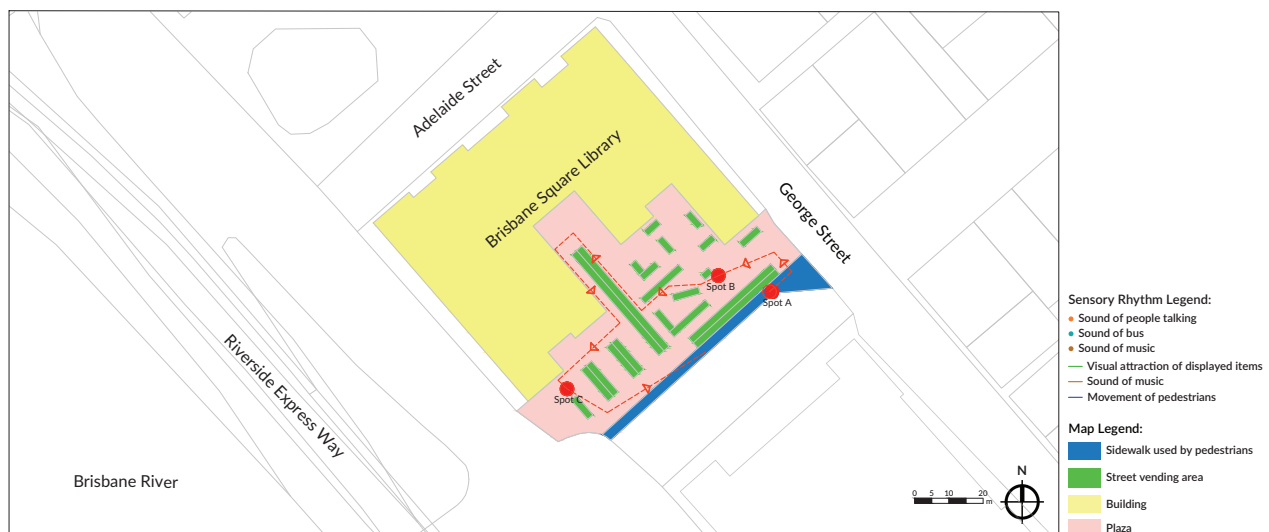 Adelaide Street
Brisbane Square Library
George Street
Spot B
Spot A
Spot C
Riverside Express Way
Brisbane River
Sensory Rhythm Legend:
Sound of people talking
Sound of bus
Sound of music
Visual attraction of displayed items
Sound of music
Movement of pedestrians
Map Legend:
Sidewalk used by pedestrians
Street vending area
Building
Plaza
N
0 5 10 20
m